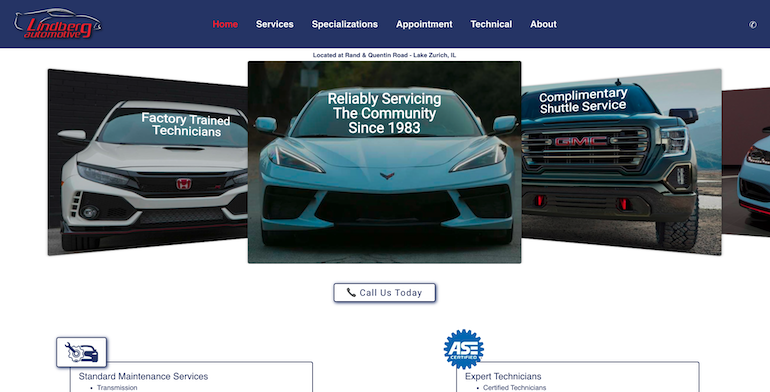 Lindberg
automotive
Home Services Specializations Appointment Technical About
Located at Rand & Quentin Road - Lake Zurich, IL
Factory Trained
Technicians
Reliably Servicing
The Community
Since 1983
Complimentary
Shuttle Service
GMC
Call Us Today
ASE
CERTIFIED
Standard Maintenance Services
Transmission
Expert Technicians
Certified Technicians